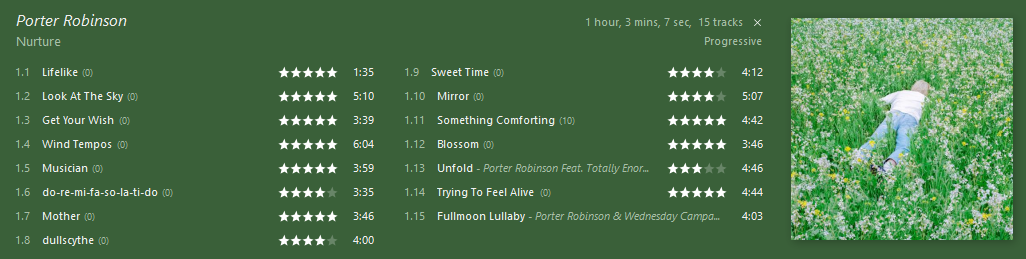 Porter Robinson
1 hour, 3 mins, 7 sec, 15 tracks ×
Nurture
Progressive
1.1 Lifelike (0) ★★★★★ 1:35
1.2 Look At The Sky (0) ★★★★★ 5:10
1.3 Get Your Wish (0) ★★★★★ 3:39
1.4 Wind Tempos (0) ★★★★★ 6:04
1.5 Musician (0) ★★★★★ 3:59
1.6 do-re-mi-fa-so-la-ti-do (0) ★★★★★ 3:35
1.7 Mother (0) ★★★★★ 3:46
1.8 dullscythe (0) ★★★★★ 4:00
1.9 Sweet Time (0) ★★★★★ 4:12
1.10 Mirror (0) ★★★★★ 5:07
1.11 Something Comforting (10) ★★★★★ 4:42
1.12 Blossom (0) ★★★★★ 3:46
1.13 Unfold - Porter Robinson Feat. Totally Enor... ★★★★★ 4:46
1.14 Trying To Feel Alive (0) ★★★★★ 4:44
1.15 Fullmoon Lullaby - Porter Robinson & Wednesday Campa... 4:03